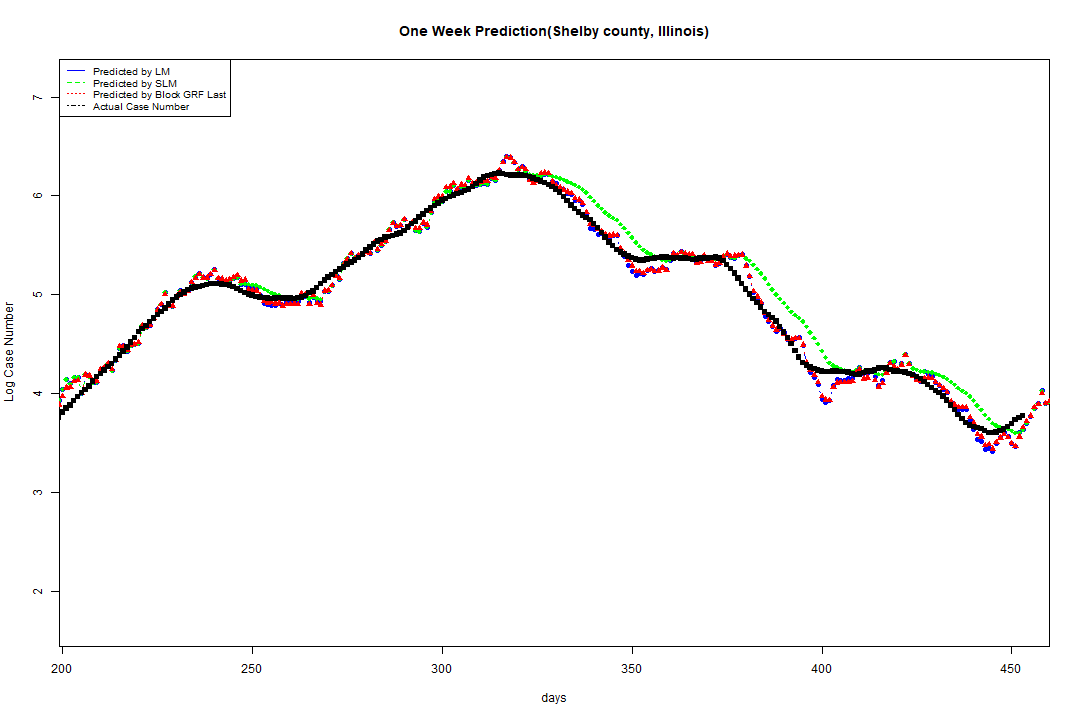 One Week Prediction(Shelby county, Illinois)
Predicted by LM
Predicted by SLM
Predicted by Block GRF Last
Actual Case Number
7
6
5
4
3
2
Log Case Number
200 250 300 350 400 450
days